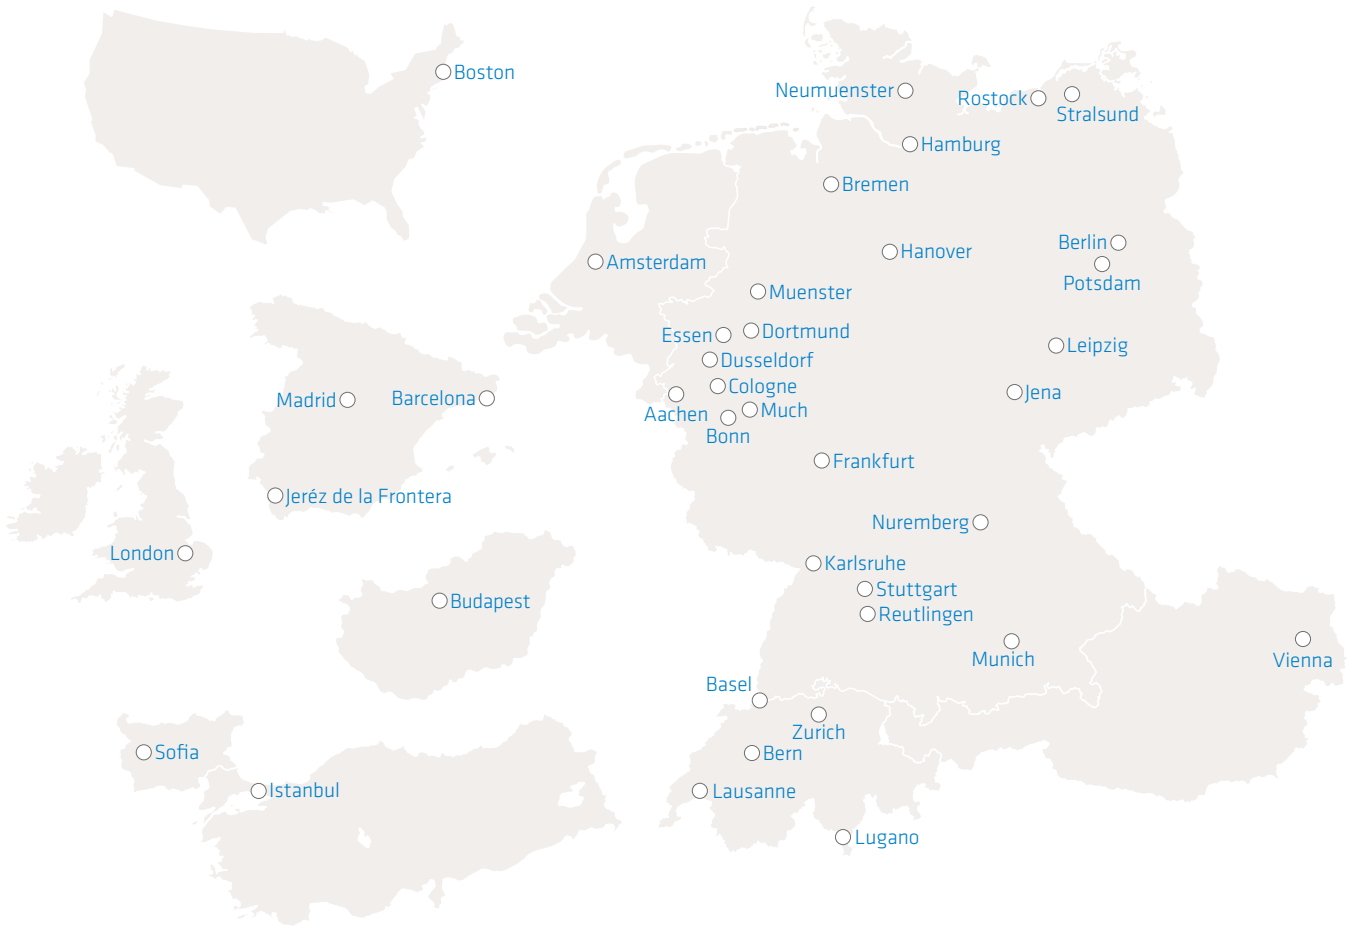 Boston
Neumuenster
Rostock
Stralsund
Hamburg
Bremen
Berlin
Hanover
Amsterdam
Potsdam
Muenster
Essen
Dortmund
Leipzig
Dusseldorf
Cologne
Jena
Madrid
Barcelona
Aachen
Much
Bonn
Frankfurt
Jeréz de la Frontera
Nuremberg
London
Karlsruhe
Stuttgart
Budapest
Reutlingen
Munich
Vienna
Basel
Zurich
Sofia
Bern
Istanbul
Lausanne
Lugano